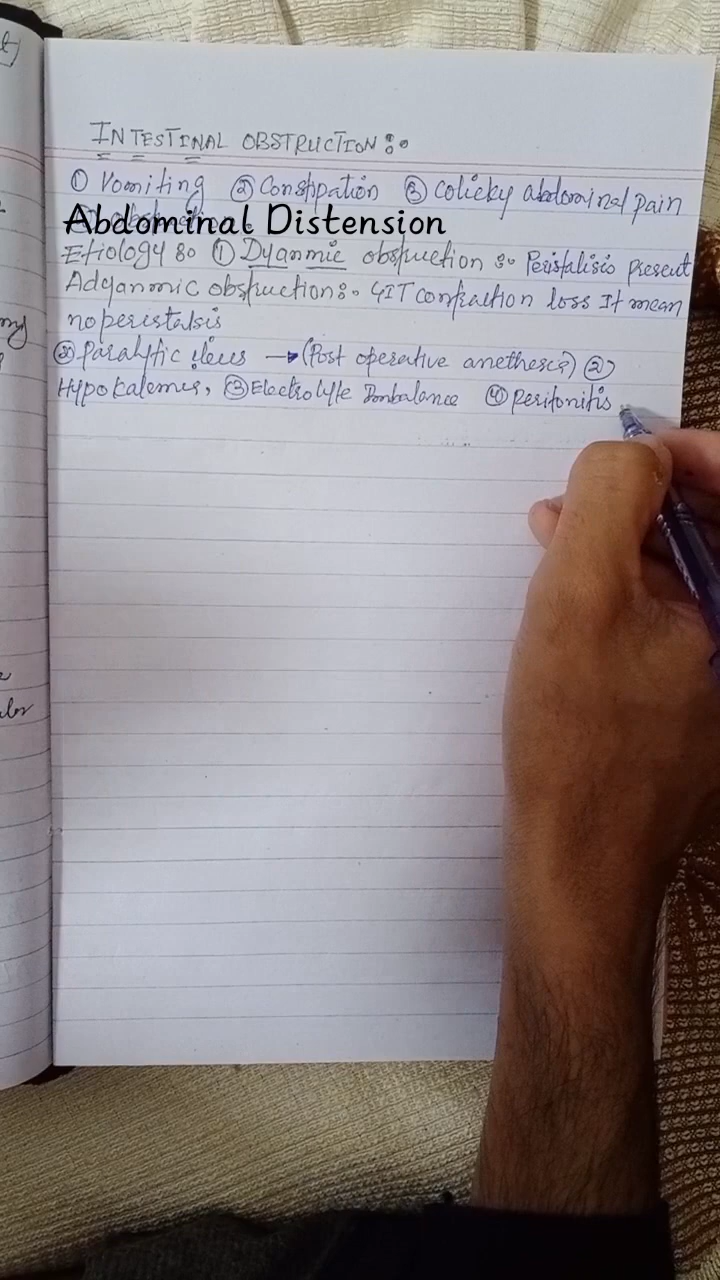 INTESTINAL OBSTRUCTION:
① Vomiting ② Constipation ③ colicky abdominal pain
Abdominal Distension
Etiology: ① Dyanmic obstruction: Peristalisis present
Adyanmic obstruction: GIT contraction loss It mean
no peristalsis
① Paralytic ileus → (Post operative anethesis) ②
Hypokalemes, ③ Electrolyte Imbalance ④ peritonitis